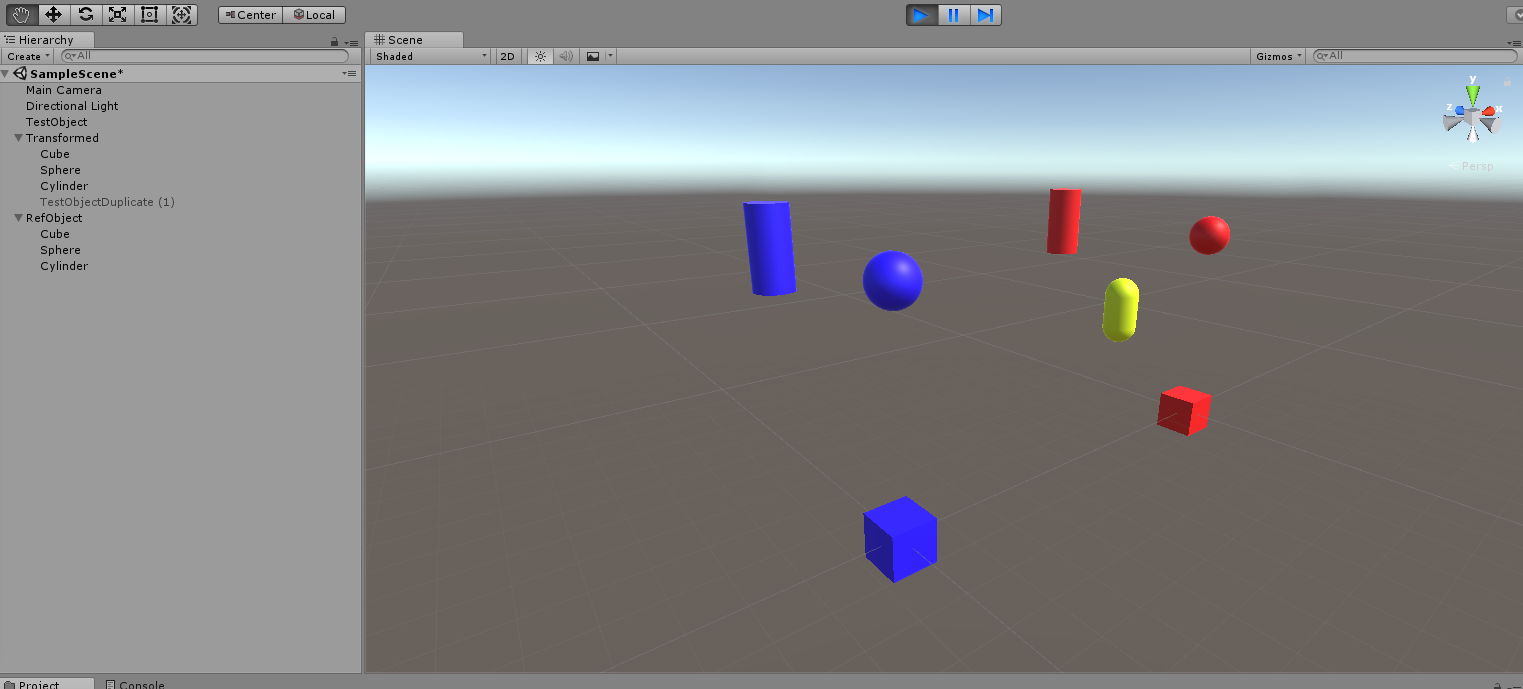 Center Local
Hierarchy
Create All
SampleScene*
Main Camera
Directional Light
TestObject
Transformed
Cube
Sphere
Cylinder
TestObjectDuplicate (1)
RefObject
Cube
Sphere
Cylinder
Scene
Shaded 2D Gizmos All
y
z x
< Persp
Project Console